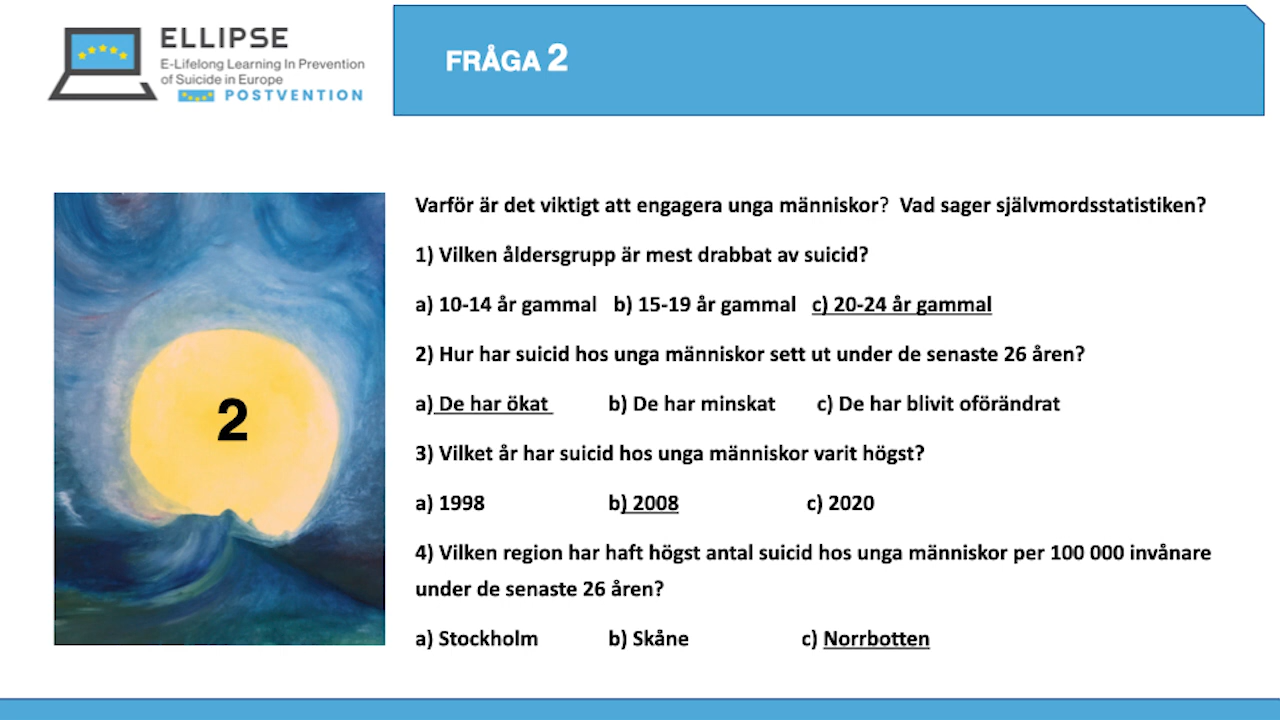 ELLIPSE
E-Lifelong Learning In Prevention
of Suicide in Europe
POSTVENTION
FRÅGA 2
2
Varför är det viktigt att engagera unga människor? Vad sager självmordsstatistiken?
1) Vilken åldersgrupp är mest drabbat av suicid?
a) 10-14 år gammal b) 15-19 år gammal c) 20-24 år gammal
2) Hur har suicid hos unga människor sett ut under de senaste 26 åren?
a) De har ökat b) De har minskat c) De har blivit oförändrat
3) Vilket år har suicid hos unga människor varit högst?
a) 1998 b) 2008 c) 2020
4) Vilken region har haft högst antal suicid hos unga människor per 100 000 invånare
under de senaste 26 åren?
a) Stockholm b) Skåne c) Norrbotten